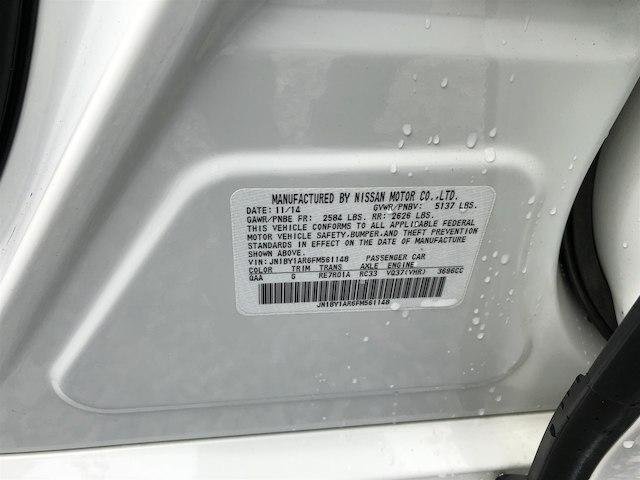 MANUFACTURED BY NISSAN MOTOR CO.,LTD.
DATE: 11/14 GVWR/PNBV: 5137 LBS.
GAWR/PNBE FR: 2584 LBS. RR: 2626 LBS.
THIS VEHICLE CONFORMS TO ALL APPLICABLE FEDERAL
MOTOR VEHICLE SAFETY,BUMPER,AND THEFT PREVENTION
STANDARDS IN EFFECT ON THE DATE OF MANUFACTURE
SHOWN ABOVE.
VIN: JN1BY1AR6FM561148 PASSENGER CAR
COLOR TRIM TRANS AXLE ENGINE
QAA G RE7R01A RC33 VQ37(VHR) 3696CC
JN1BY1AR6FM561148